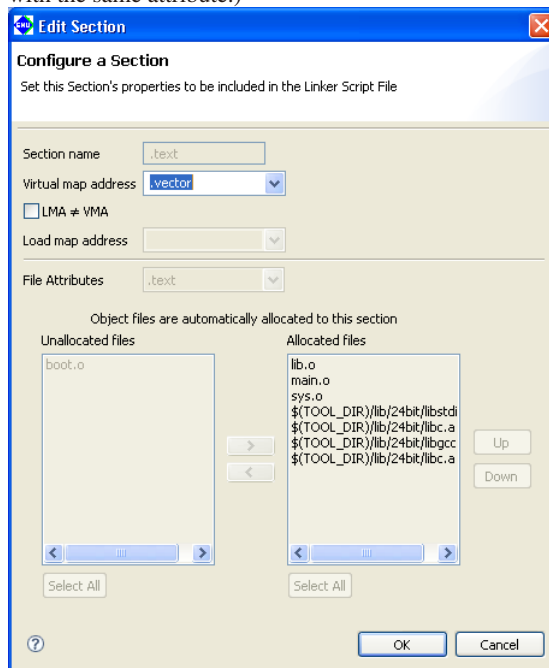 with the same attribute.)
GNU
Edit Section
Configure a Section
Set this Section's properties to be included in the Linker Script File
Section name .text
Virtual map address .vector
LMA ≠ VMA
Load map address
File Attributes .text
Object files are automatically allocated to this section
Unallocated files
Allocated files
boot.o
lib.o
main.o
sys.o
$(TOOL_DIR)/lib/24bit/libstdi
$(TOOL_DIR)/lib/24bit/libc.a
$(TOOL_DIR)/lib/24bit/libgcc
$(TOOL_DIR)/lib/24bit/libc.a
>
<
Up
Down
Select All
Select All
?
OK
Cancel